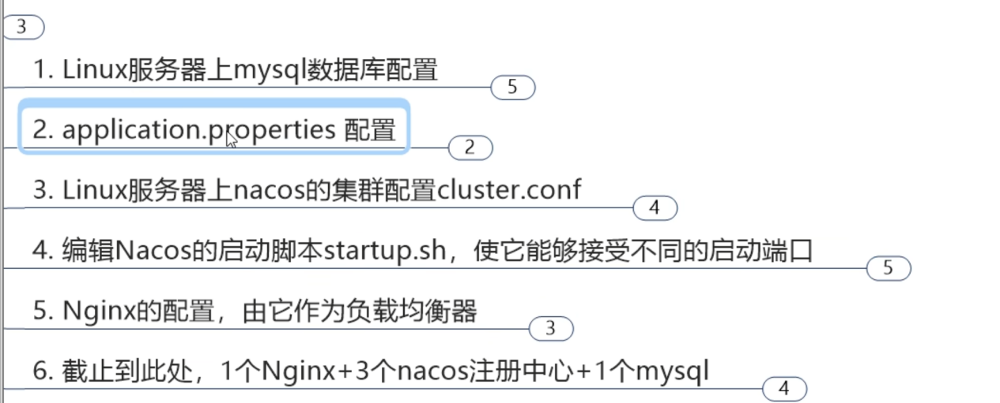 3
1. Linux服务器上mysql数据库配置
5
2. application.properties 配置
2
3. Linux服务器上nacos的集群配置cluster.conf
4
4. 编辑Nacos的启动脚本startup.sh，使它能够接受不同的启动端口
5
5. Nginx的配置，由它作为负载均衡器
3
6. 截止到此处，1个Nginx+3个nacos注册中心+1个mysql
4